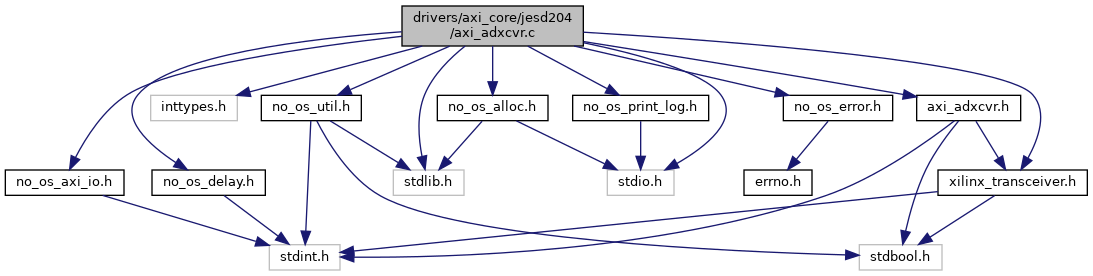 drivers/axi_core/jesd204
/axi_adxcvr.c
inttypes.h
no_os_util.h
no_os_alloc.h
no_os_print_log.h
no_os_error.h
axi_adxcvr.h
no_os_axi_io.h
no_os_delay.h
stdlib.h
stdio.h
errno.h
xilinx_transceiver.h
stdint.h
stdbool.h